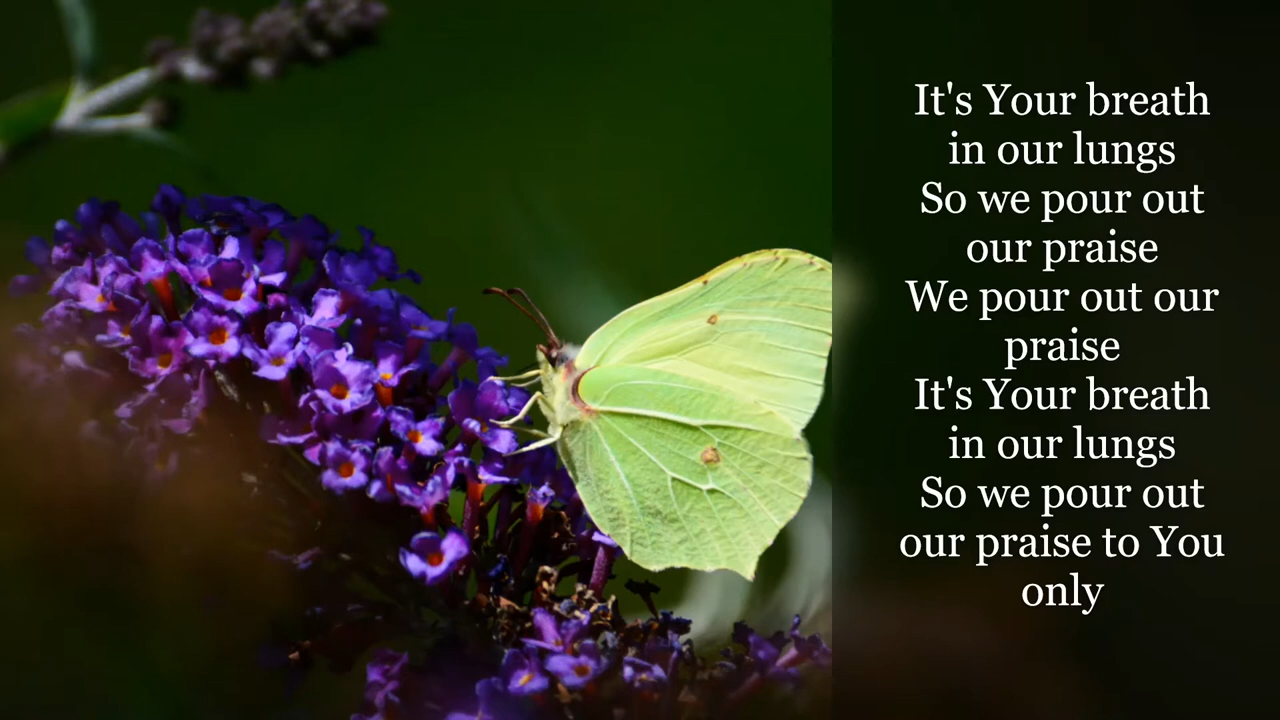 It's Your breath
in our lungs
So we pour out
our praise
We pour out our
praise
It's Your breath
in our lungs
So we pour out
our praise to You
only